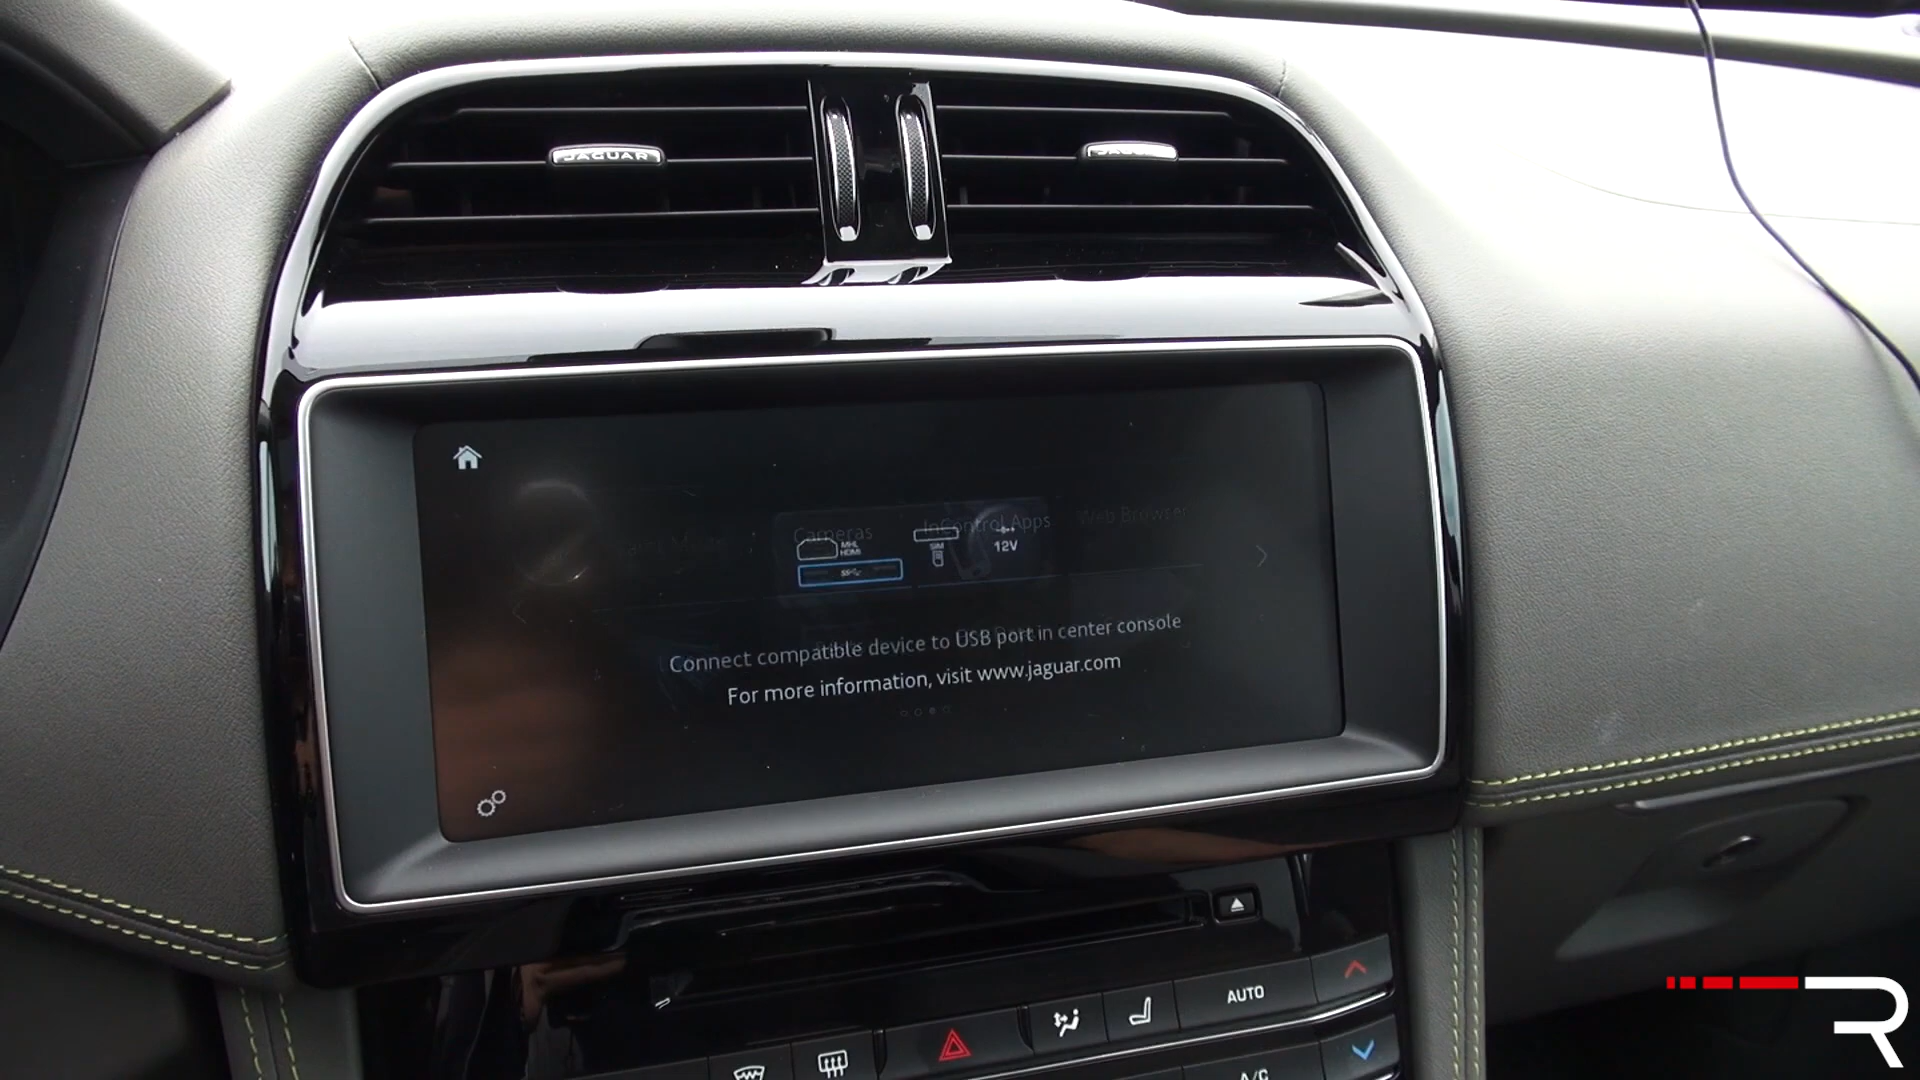 JAGUAR
Cameras
InControl Apps
Web Browser
MHL
HDMI
SIM
12V
SS
Connect compatible device to USB port in center console
For more information, visit www.jaguar.com
AUTO
A/C
R